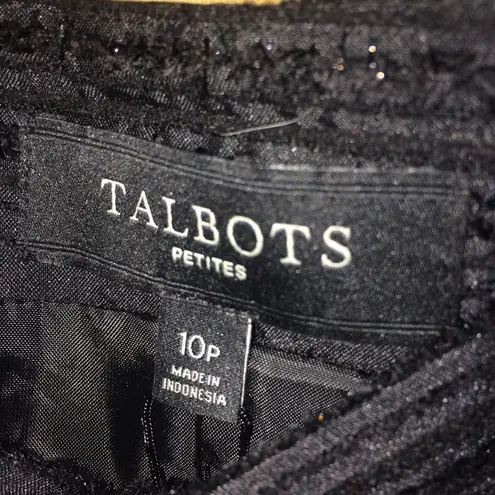 TALBOTS
PETITES
10P
MADE IN
INDONESIA